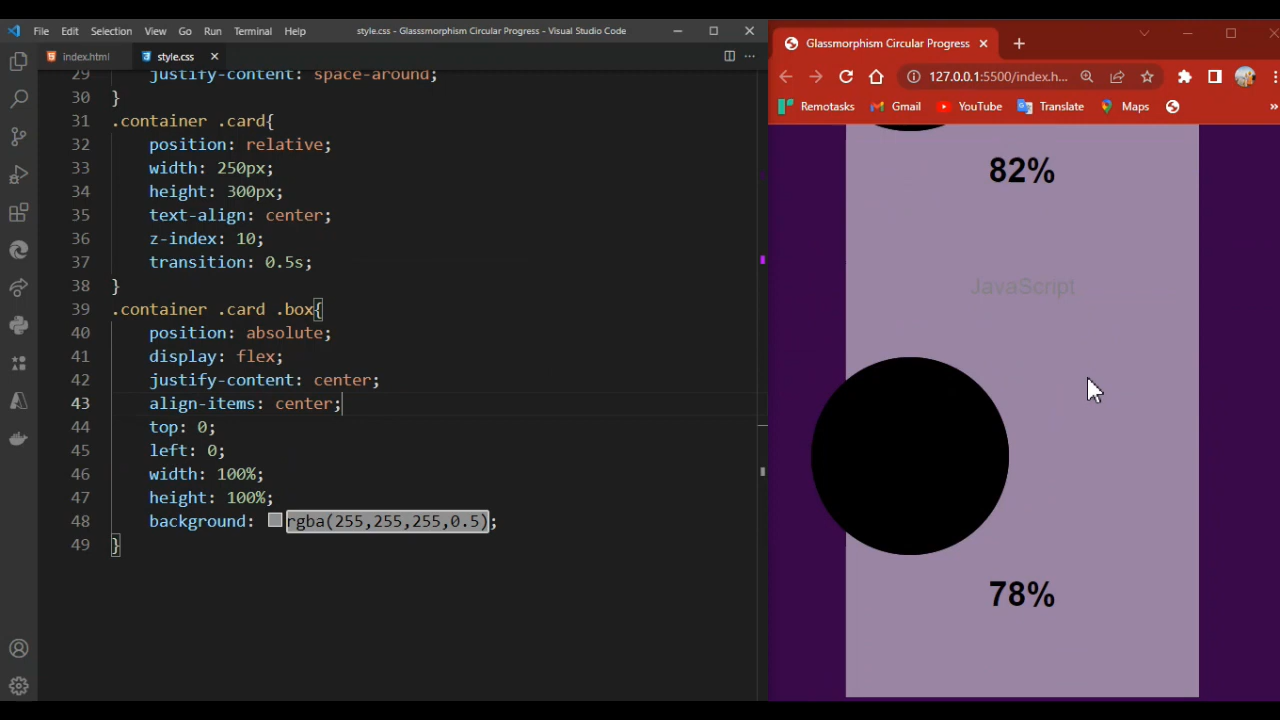 File Edit Selection View Go Run Terminal Help style.css - Glasssmorphism Circular Progress - Visual Studio Code
index.html style.css
29 justify-content: space-around;
30 }
31 .container .card{
32 position: relative;
33 width: 250px;
34 height: 300px;
35 text-align: center;
36 z-index: 10;
37 transition: 0.5s;
38 }
39 .container .card .box{
40 position: absolute;
41 display: flex;
42 justify-content: center;
43 align-items: center;
44 top: 0;
45 left: 0;
46 width: 100%;
47 height: 100%;
48 background: rgba(255,255,255,0.5);
49 }
Glassmorphism Circular Progress
127.0.0.1:5500/index.h...
Remotasks Gmail YouTube Translate Maps »
82%
JavaScript
78%